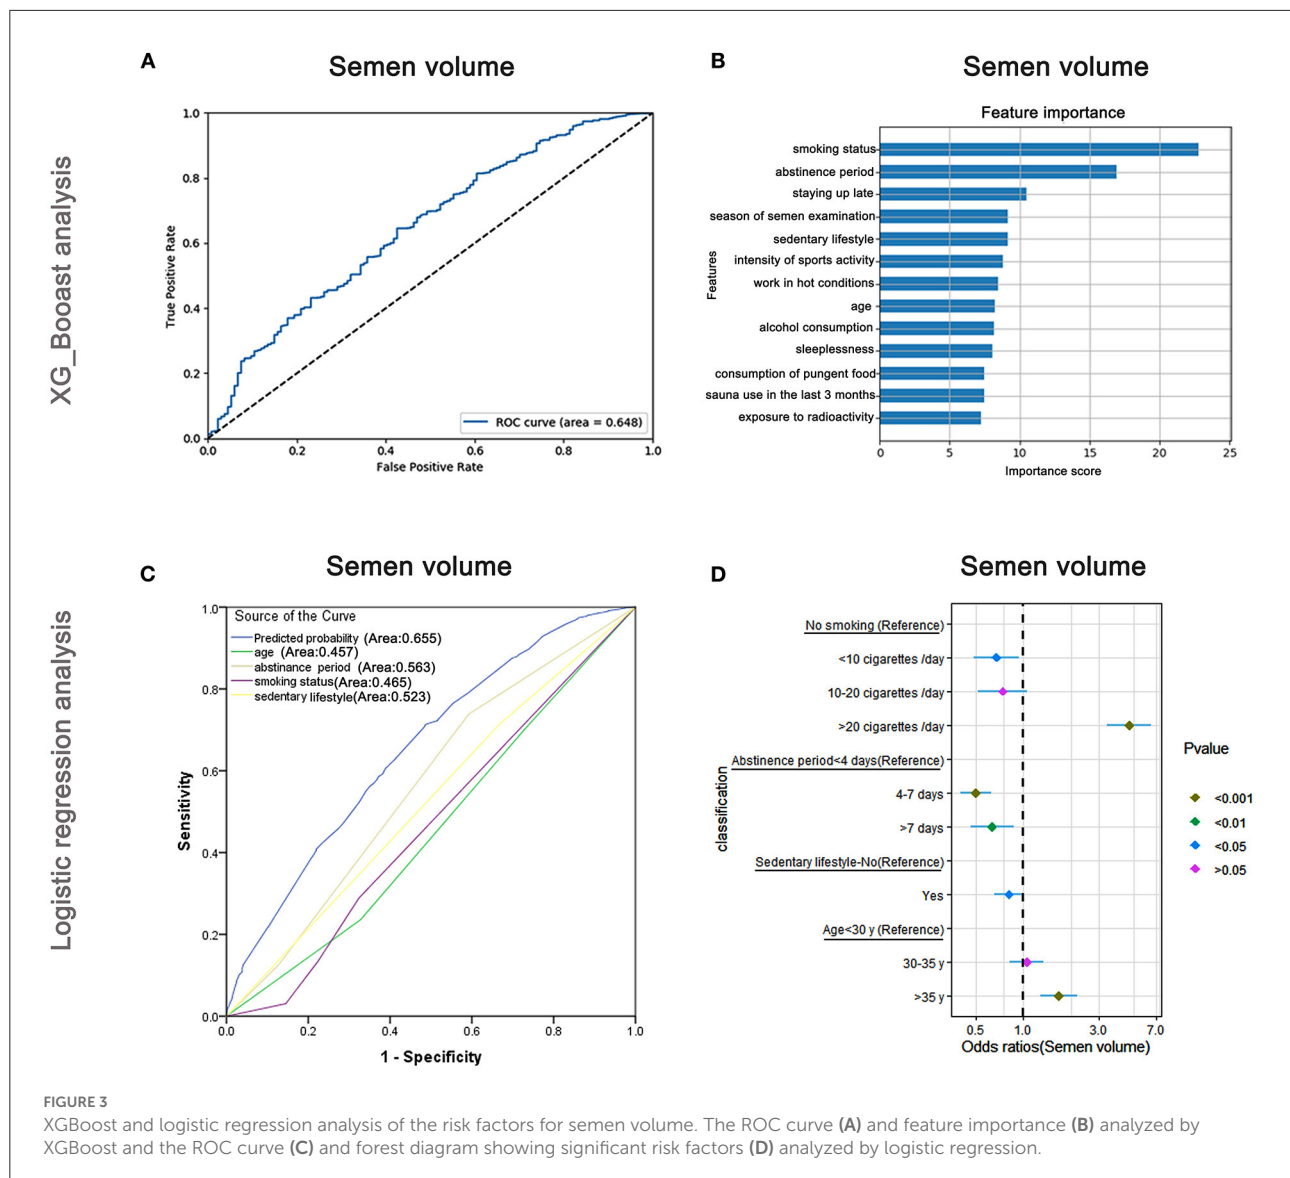 XG_Booast analysis
A
Semen volume
True Positive Rate
1.0
0.8
0.6
0.4
0.2
0.0
0.0
0.2
0.4
0.6
0.8
1.0
False Positive Rate
ROC curve (area = 0.648)
B
Semen volume
Feature importance
Features
smoking status
abstinence period
staying up late
season of semen examination
sedentary lifestyle
intensity of sports activity
work in hot conditions
age
alcohol consumption
sleeplessness
consumption of pungent food
sauna use in the last 3 months
exposure to radioactivity
0
5
10
15
20
25
Importance score
Logistic regression analysis
C
Semen volume
Sensitivity
1.0
0.8
0.6
0.4
0.2
0.0
Source of the Curve
Predicted probability (Area:0.655)
age (Area:0.457)
abstinance period (Area:0.563)
smoking status(Area:0.465)
sedentary lifestyle(Area:0.523)
0.0
0.2
0.4
0.6
0.8
1.0
1 - Specificity
D
Semen volume
classification
No smoking (Reference)
<10 cigarettes /day
10-20 cigarettes /day
>20 cigarettes /day
Abstinence period<4 days(Reference)
4-7 days
>7 days
Sedentary lifestyle-No(Reference)
Yes
Age<30 y (Reference)
30-35 y
>35 y
0.5
1.0
3.0
7.0
Odds ratios(Semen volume)
Pvalue
<0.001
<0.01
<0.05
>0.05
FIGURE 3
XGBoost and logistic regression analysis of the risk factors for semen volume. The ROC curve (A) and feature importance (B) analyzed by
XGBoost and the ROC curve (C) and forest diagram showing significant risk factors (D) analyzed by logistic regression.